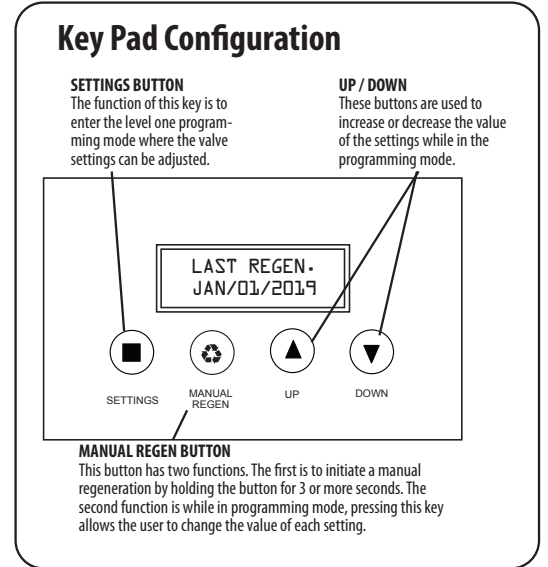 Key Pad Configuration
SETTINGS BUTTON
The function of this key is to
enter the level one program-
ming mode where the valve
settings can be adjusted.
UP / DOWN
These buttons are used to
increase or decrease the value
of the settings while in the
programming mode.
LAST REGEN.
JAN/01/2019
SETTINGS
MANUAL
REGEN
UP
DOWN
MANUAL REGEN BUTTON
This button has two functions. The first is to initiate a manual
regeneration by holding the button for 3 or more seconds. The
second function is while in programming mode, pressing this key
allows the user to change the value of each setting.